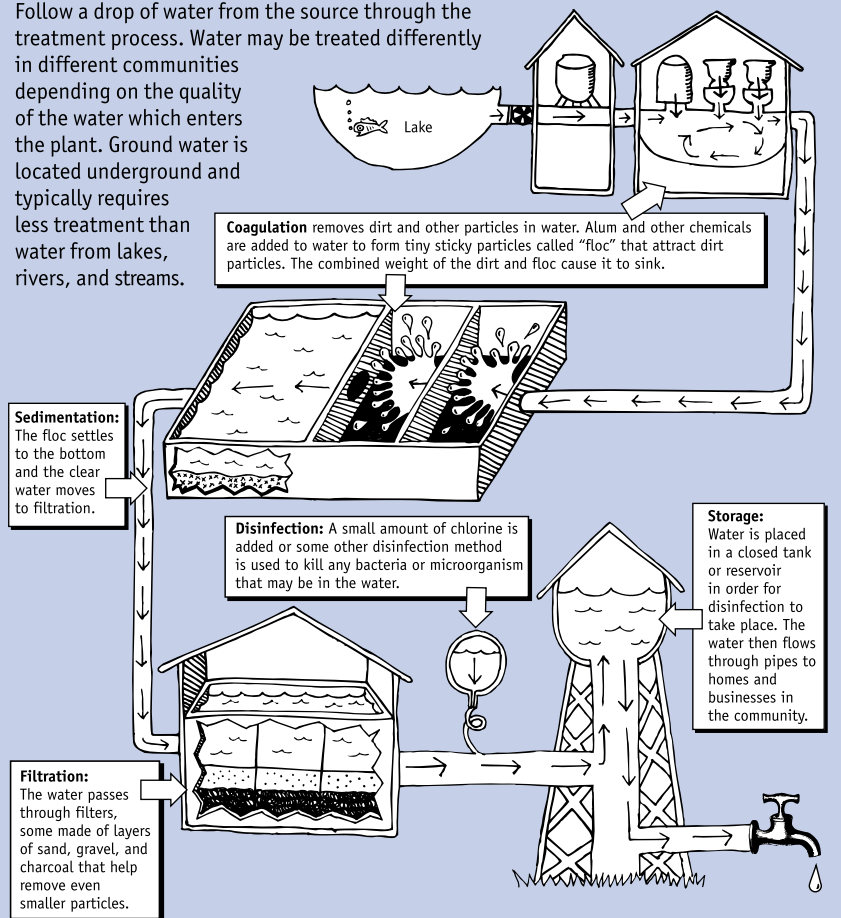 Follow a drop of water from the source through the
treatment process. Water may be treated differently
in different communities
depending on the quality
of the water which enters
the plant. Ground water is
located underground and
typically requires
less treatment than
water from lakes,
rivers, and streams.
Lake
Coagulation removes dirt and other particles in water. Alum and other chemicals
are added to water to form tiny sticky particles called “floc” that attract dirt
particles. The combined weight of the dirt and floc cause it to sink.
Sedimentation:
The floc settles
to the bottom
and the clear
water moves
to filtration.
Disinfection: A small amount of chlorine is
added or some other disinfection method
is used to kill any bacteria or microorganism
that may be in the water.
Storage:
Water is placed
in a closed tank
or reservoir
in order for
disinfection to
take place. The
water then flows
through pipes to
homes and
businesses in
the community.
Filtration:
The water passes
through filters,
some made of layers
of sand, gravel, and
charcoal that help
remove even
smaller particles.